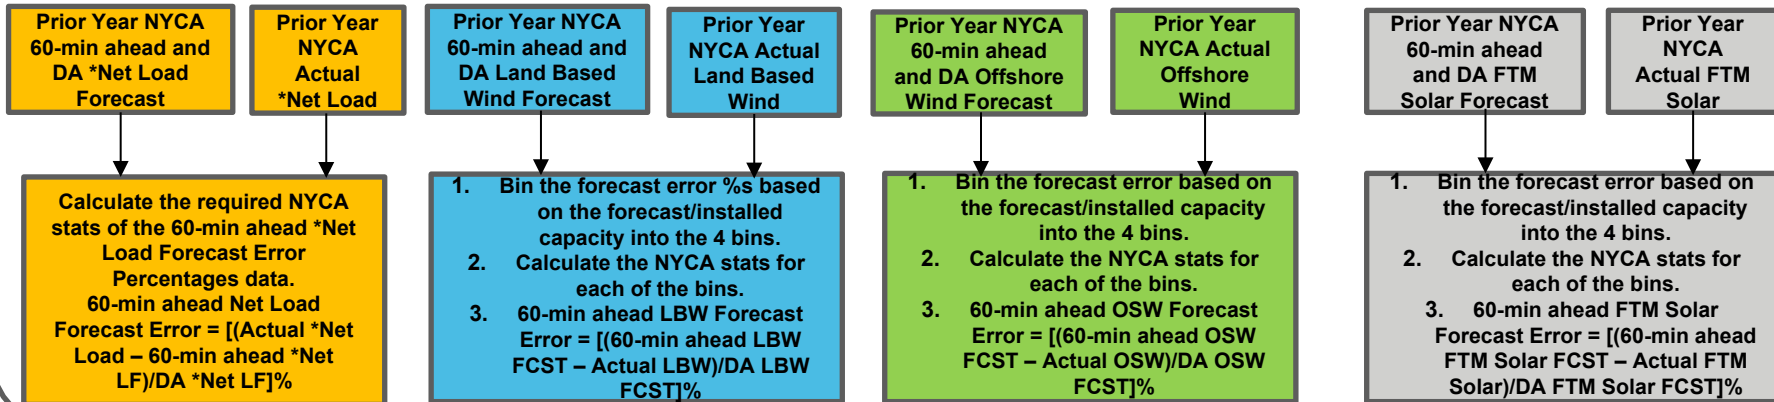 Prior Year NYCA
60-min ahead and
DA *Net Load
Forecast
Prior Year
NYCA
Actual
*Net Load
Calculate the required NYCA
stats of the 60-min ahead *Net
Load Forecast Error
Percentages data.
60-min ahead Net Load
Forecast Error = [(Actual *Net
Load – 60-min ahead *Net
LF)/DA *Net LF]%
Prior Year NYCA
60-min ahead and
DA Land Based
Wind Forecast
Prior Year
NYCA Actual
Land Based
Wind
1. Bin the forecast error %s based
on the forecast/installed
capacity into the 4 bins.
2. Calculate the NYCA stats for
each of the bins.
3. 60-min ahead LBW Forecast
Error = [(60-min ahead LBW
FCST – Actual LBW)/DA LBW
FCST]%
Prior Year NYCA
60-min ahead
and DA Offshore
Wind Forecast
Prior Year
NYCA Actual
Offshore
Wind
1. Bin the forecast error based on
the forecast/installed capacity
into the 4 bins.
2. Calculate the NYCA stats for
each of the bins.
3. 60-min ahead OSW Forecast
Error = [(60-min ahead OSW
FCST – Actual OSW)/DA OSW
FCST]%
Prior Year NYCA
60-min ahead
and DA FTM
Solar Forecast
Prior Year
NYCA
Actual FTM
Solar
1. Bin the forecast error based on
the forecast/installed capacity
into the 4 bins.
2. Calculate the NYCA stats for
each of the bins.
3. 60-min ahead FTM Solar
Forecast Error = [(60-min ahead
FTM Solar FCST – Actual FTM
Solar)/DA FTM Solar FCST]%